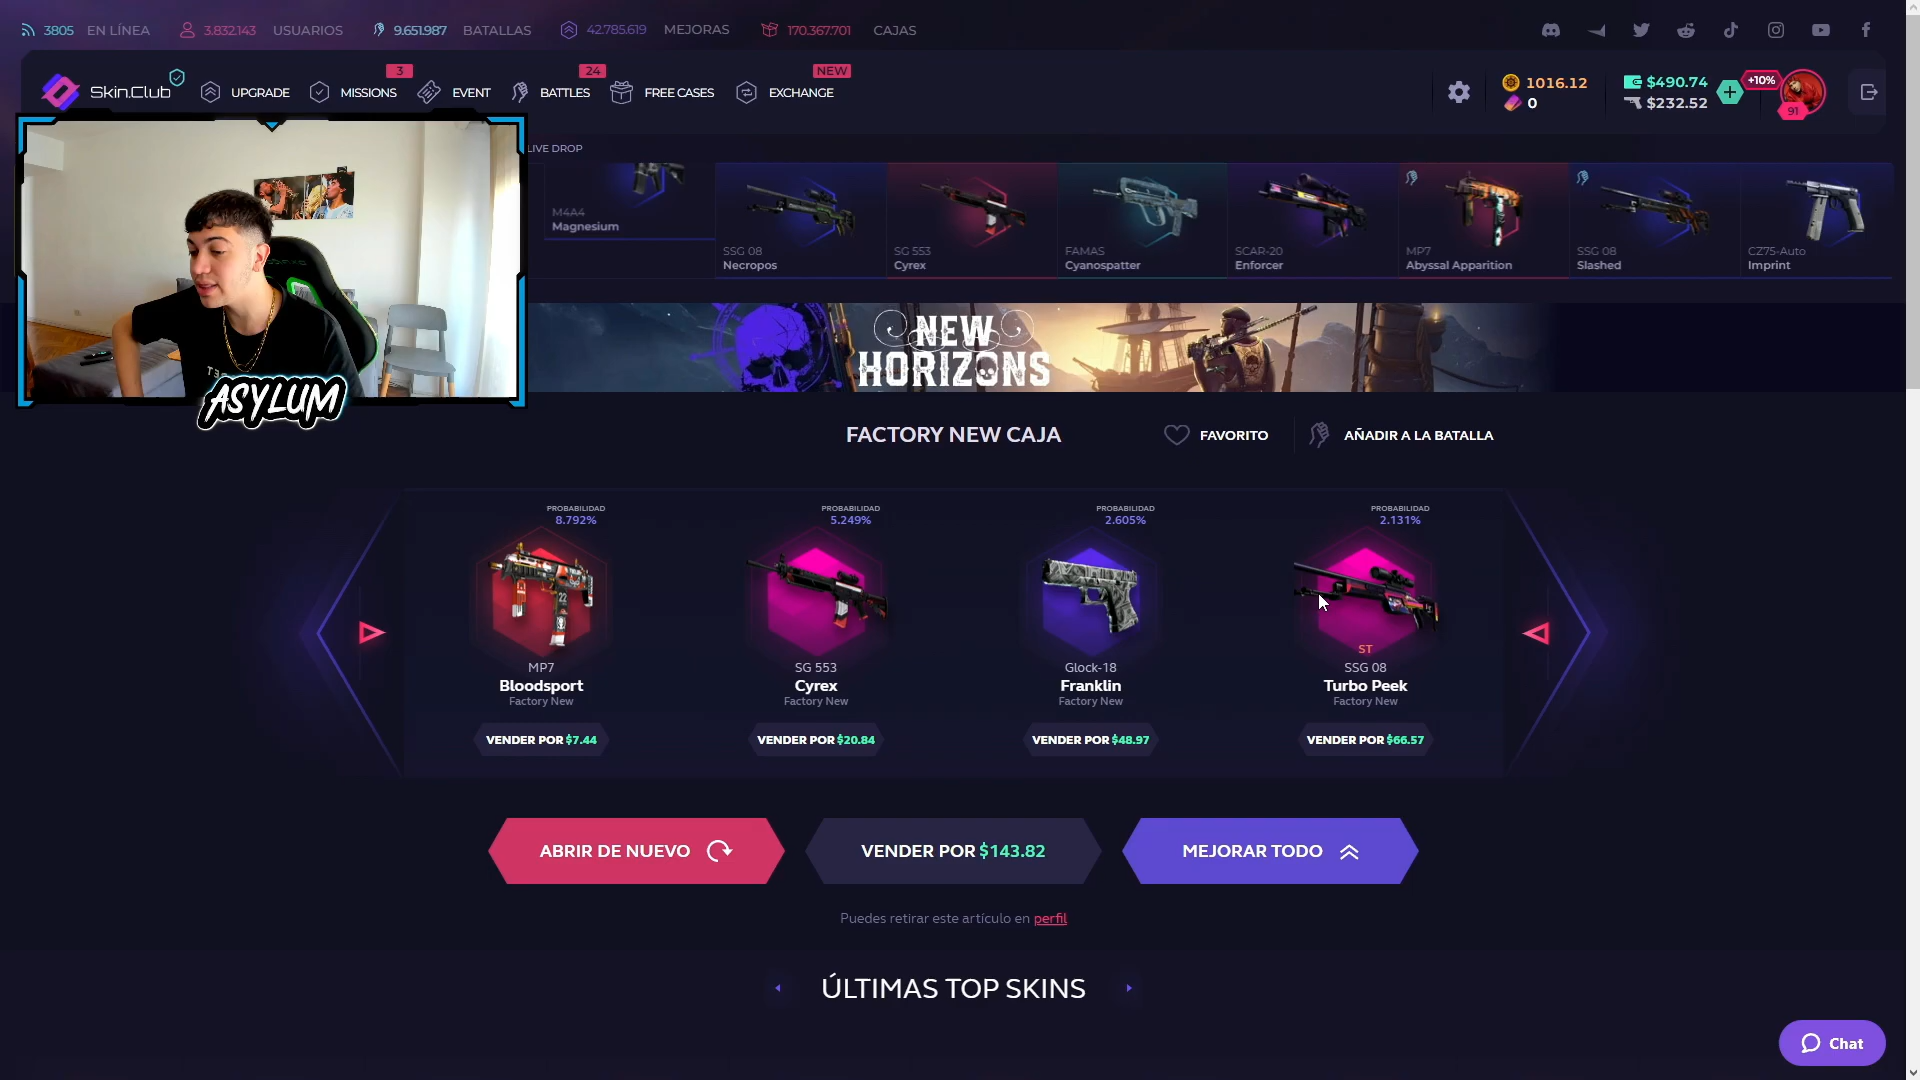 3805 EN LÍNEA 3.832.143 USUARIOS 9.651.987 BATALLAS 42.785.619 MEJORAS 170.367.701 CAJAS
Skin.Club UPGRADE 3 MISSIONS EVENT 24 BATTLES FREE CASES NEW EXCHANGE
1016.12
0
$490.74
$232.52
+10%
91
LIVE DROP
M4A4
Magnesium
SSG 08
Necropos
SG 553
Cyrex
FAMAS
Cyanospatter
SCAR-20
Enforcer
MP7
Abyssal Apparition
SSG 08
Slashed
CZ75-Auto
Imprint
ASYLUM
NEW
HORIZONS
FACTORY NEW CAJA
FAVORITO
AÑADIR A LA BATALLA
PROBABILIDAD
8.792%
MP7
Bloodsport
Factory New
VENDER POR $7.44
PROBABILIDAD
5.249%
SG 553
Cyrex
Factory New
VENDER POR $20.84
PROBABILIDAD
2.605%
Glock-18
Franklin
Factory New
VENDER POR $48.97
PROBABILIDAD
2.131%
ST
SSG 08
Turbo Peek
Factory New
VENDER POR $66.57
ABRIR DE NUEVO
VENDER POR $143.82
MEJORAR TODO
Puedes retirar este artículo en perfil
ÚLTIMAS TOP SKINS
Chat